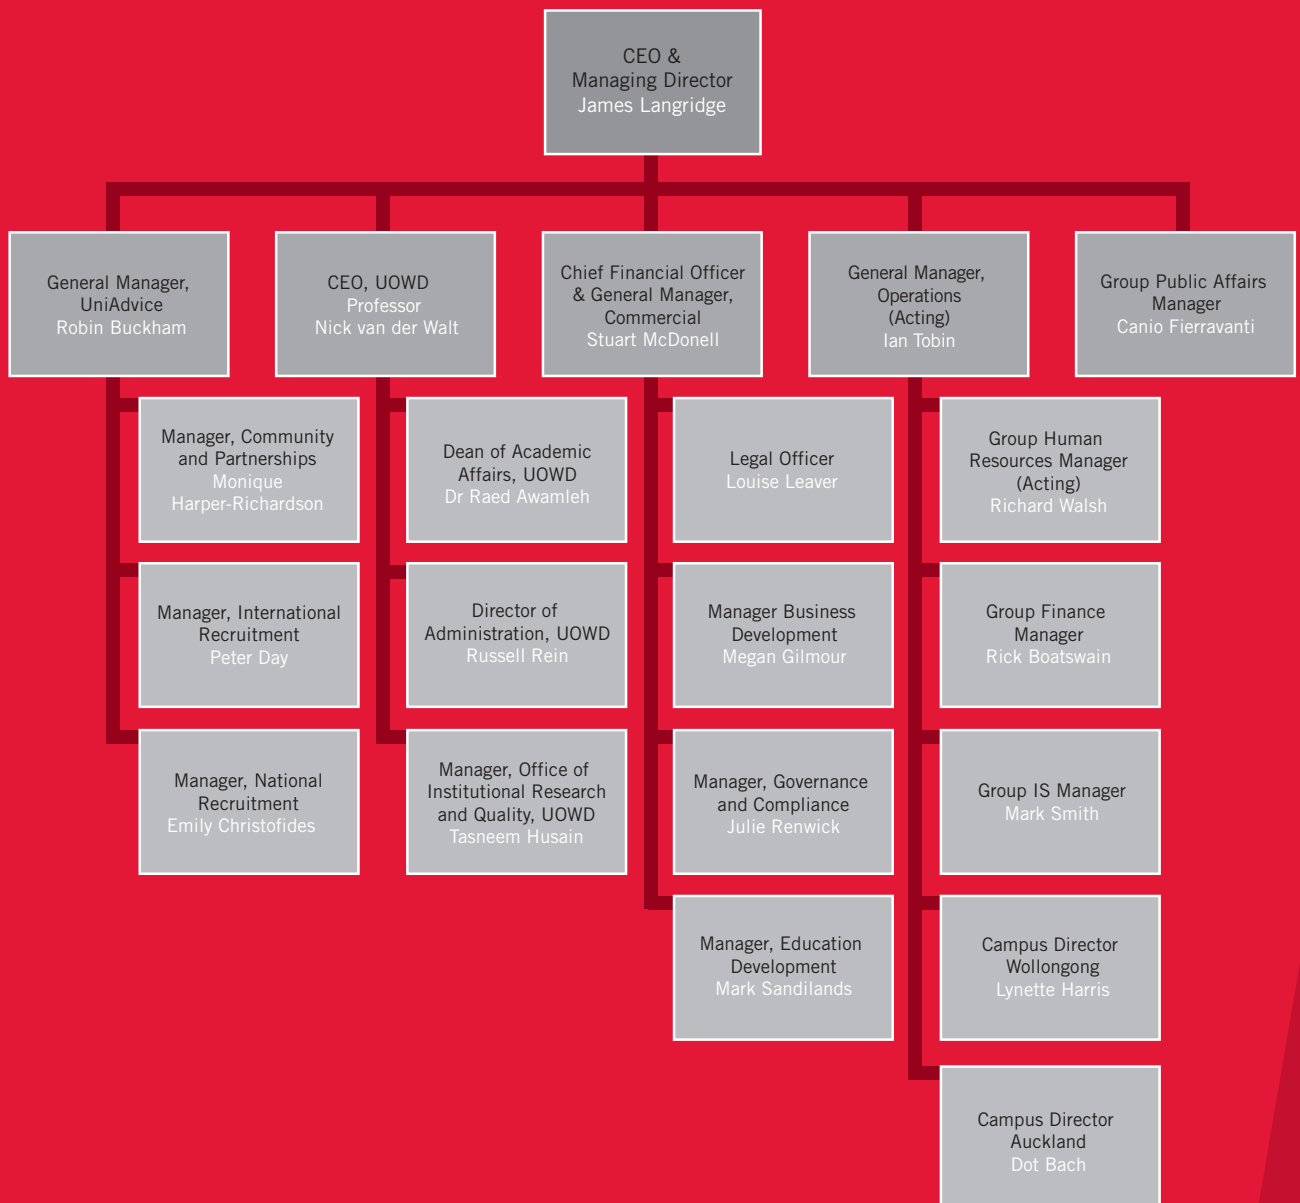 CEO &
Managing Director
James Langridge
General Manager,
UniAdvice
Robin Buckham
CEO, UOWD
Professor
Nick van der Walt
Chief Financial Officer
& General Manager,
Commercial
Stuart McDonell
General Manager,
Operations
(Acting)
Ian Tobin
Group Public Affairs
Manager
Canio Fierravanti
Manager, Community
and Partnerships
Monique
Harper-Richardson
Dean of Academic
Affairs, UOWD
Dr Raed Awamleh
Legal Officer
Louise Leaver
Group Human
Resources Manager
(Acting)
Richard Walsh
Manager, International
Recruitment
Peter Day
Director of
Administration, UOWD
Russell Rein
Manager Business
Development
Megan Gilmour
Group Finance
Manager
Rick Boatswain
Manager, National
Recruitment
Emily Christofides
Manager, Office of
Institutional Research
and Quality, UOWD
Tasneem Husain
Manager, Governance
and Compliance
Julie Renwick
Group IS Manager
Mark Smith
Manager, Education
Development
Mark Sandilands
Campus Director
Wollongong
Lynette Harris
Campus Director
Auckland
Dot Bach